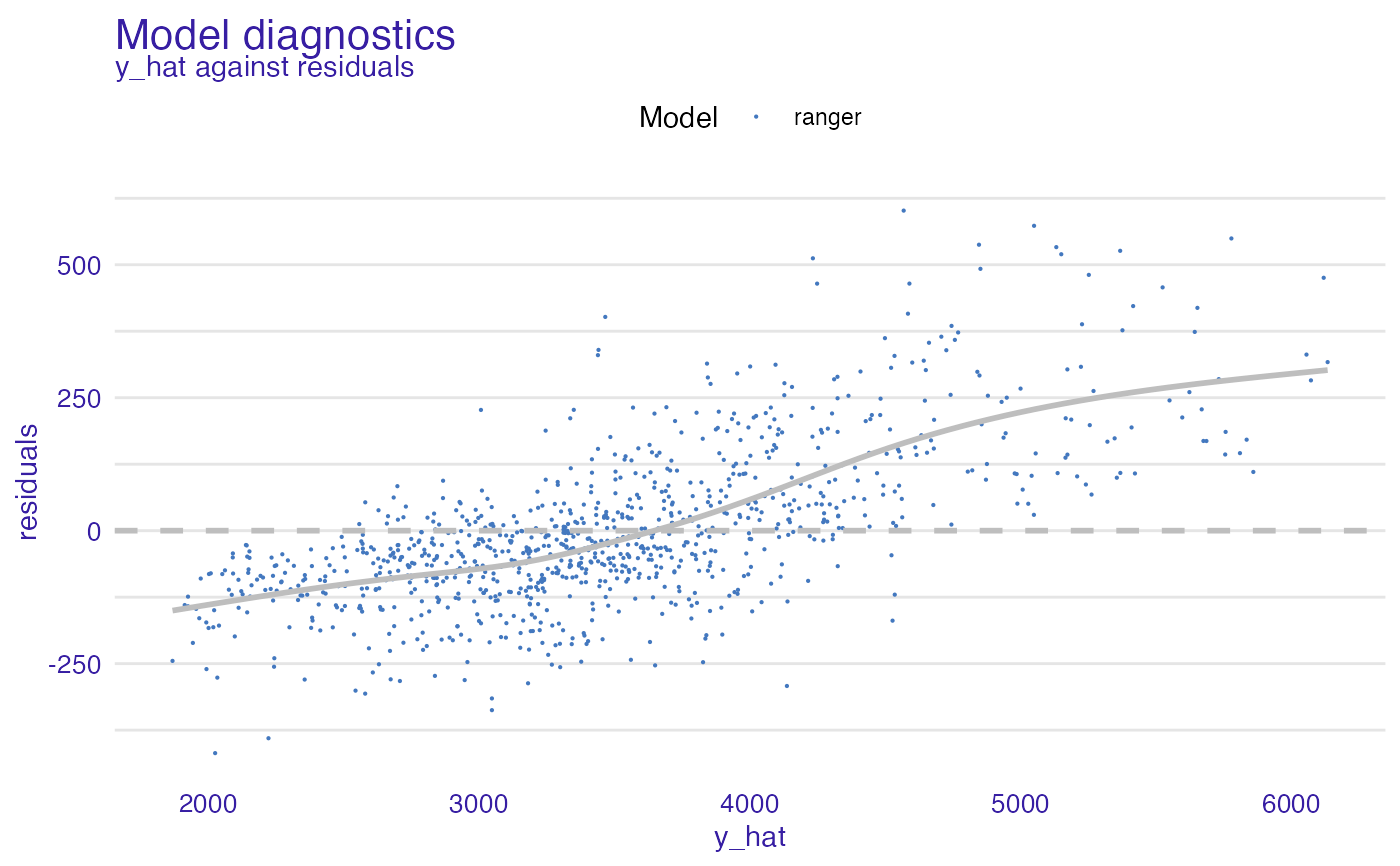 Model diagnostics
y_hat against residuals
Model ranger
500
250
0
-250
residuals
2000 3000 4000 5000 6000
y_hat